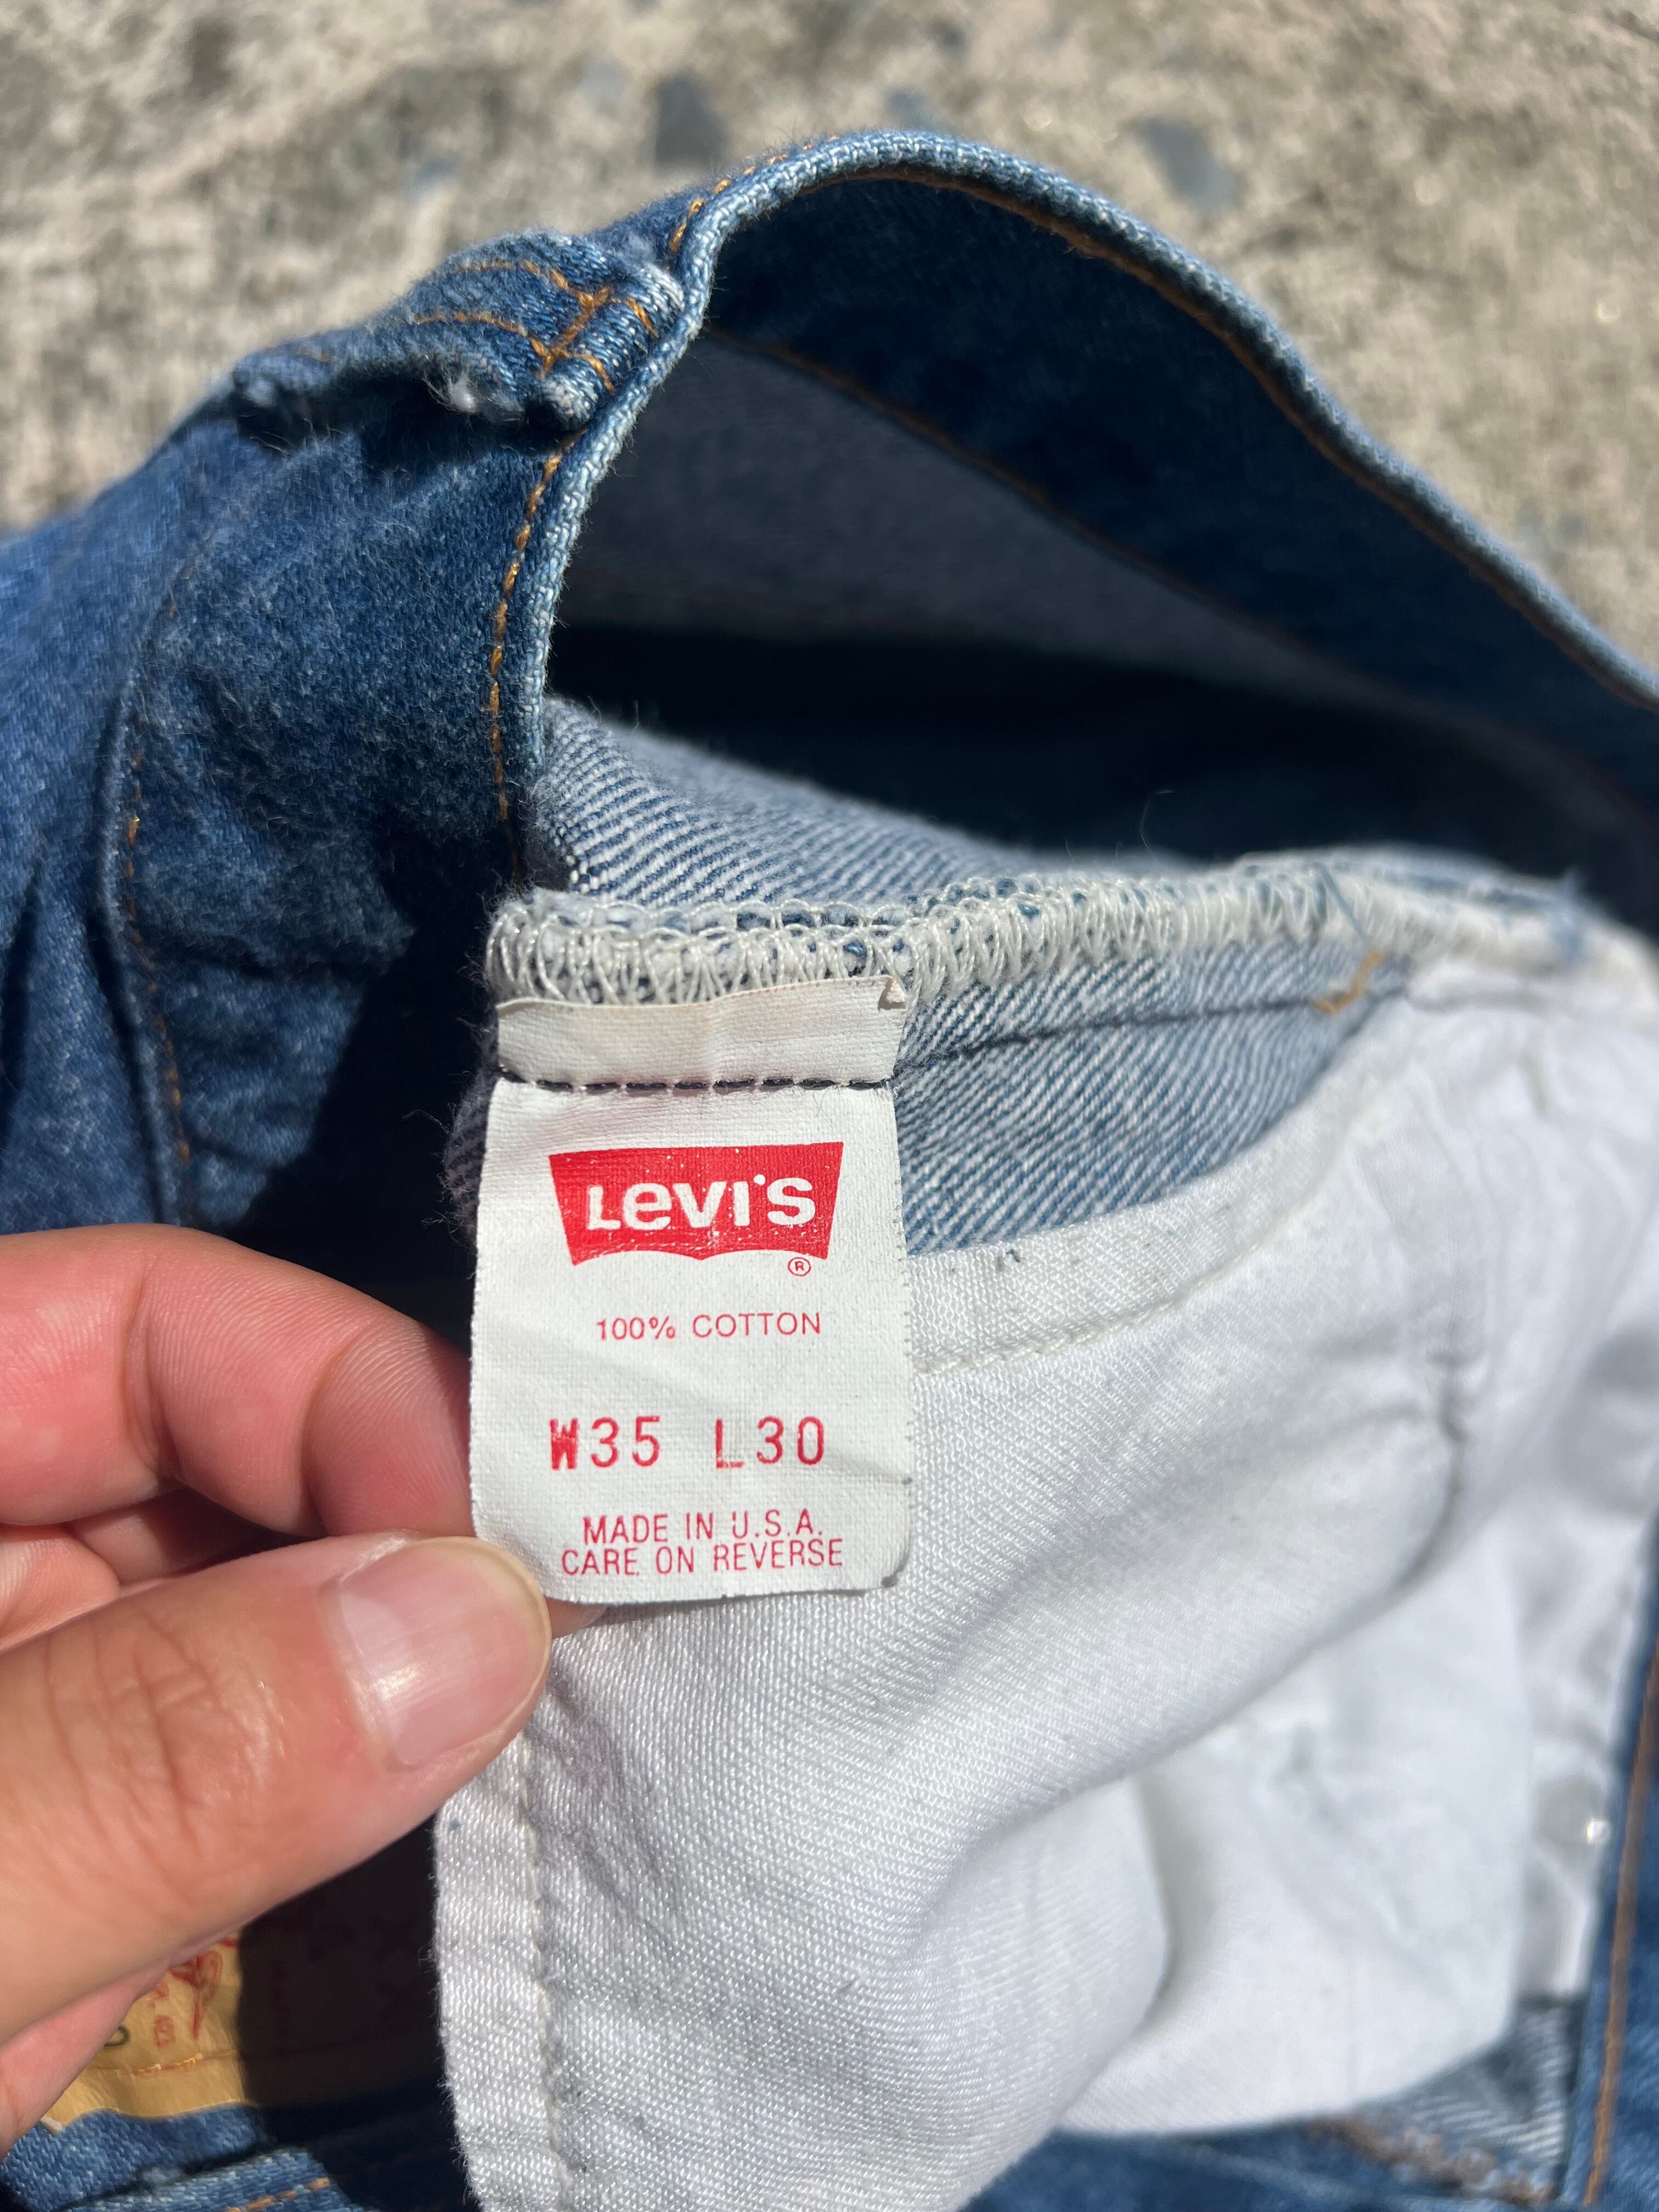 Levi's
®
100% COTTON
W35 L30
MADE IN U.S.A.
CARE ON REVERSE